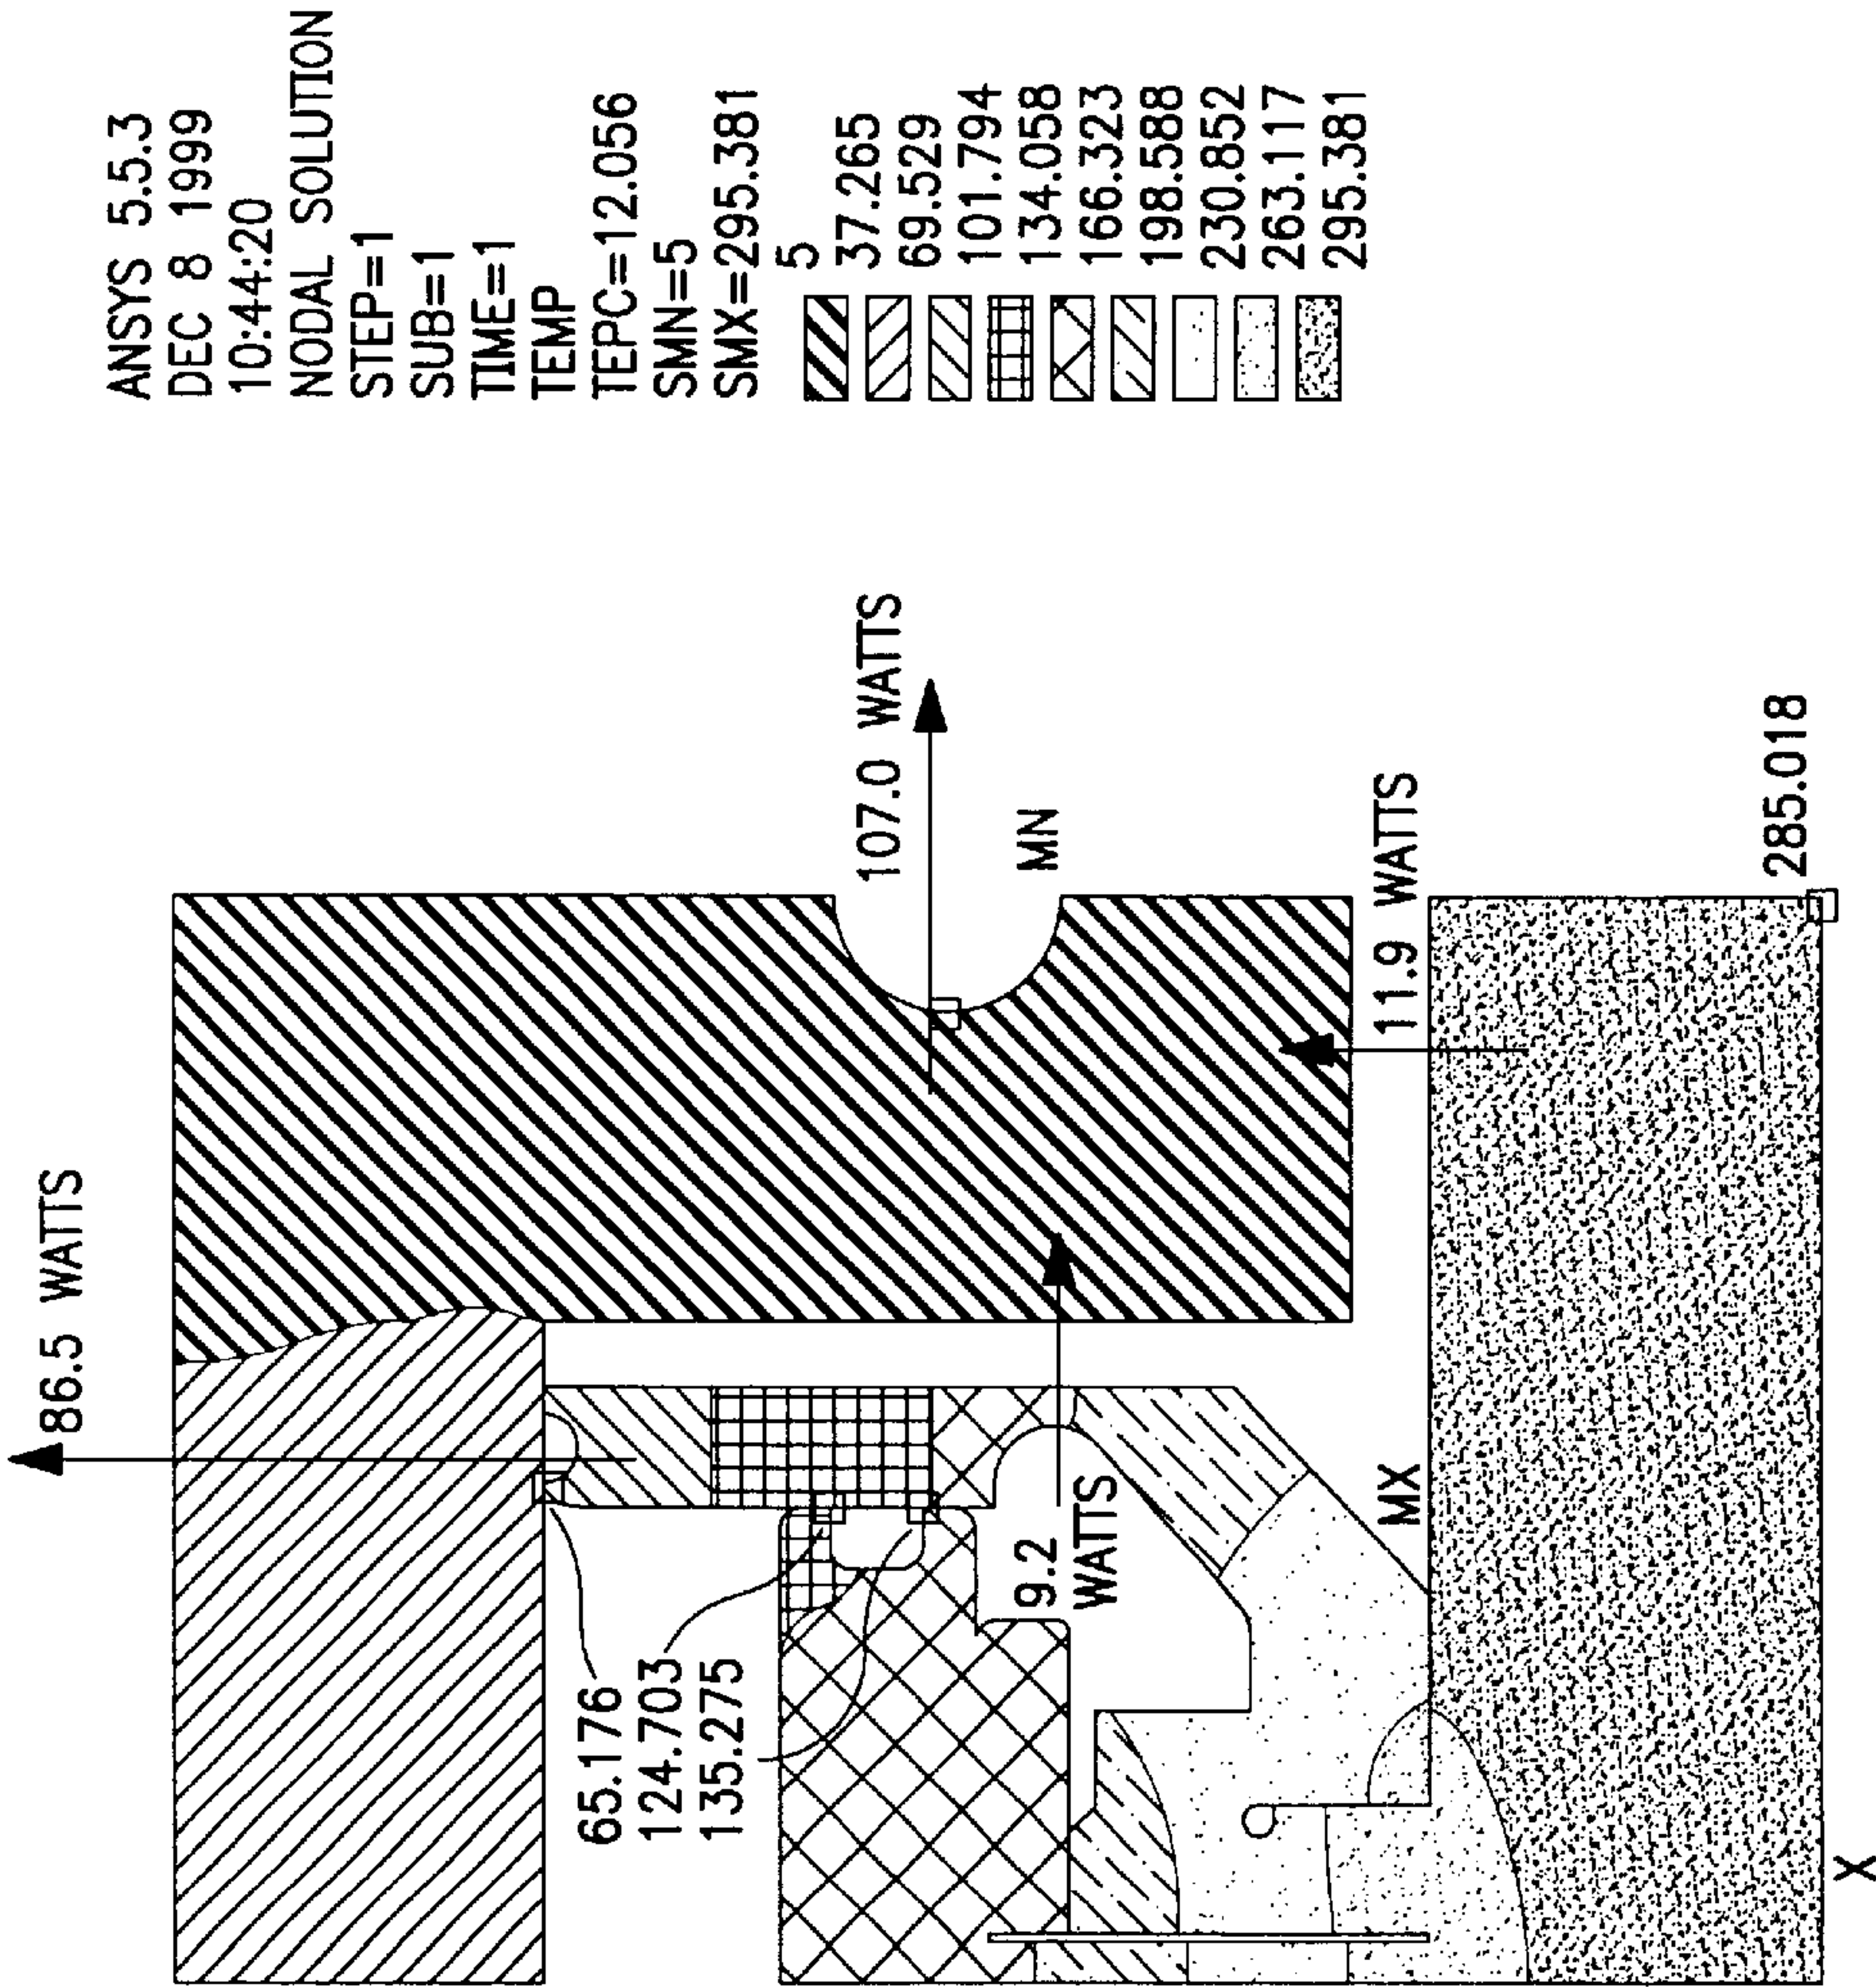 ANSYS 5.5.3
DEC 8 1999
10:44:20
NODAL SOLUTION
STEP=1
SUB=1
TIME=1
TEMP
TEPC=12.056
SMN=5
SMX=295.381
5
37.265
69.529
101.794
134.058
166.323
198.588
230.852
263.117
295.381
86.5 WATTS
107.0 WATTS
MN
11.9 WATTS
285.018
65.176
124.703
135.275
9.2
WATTS
MX
X